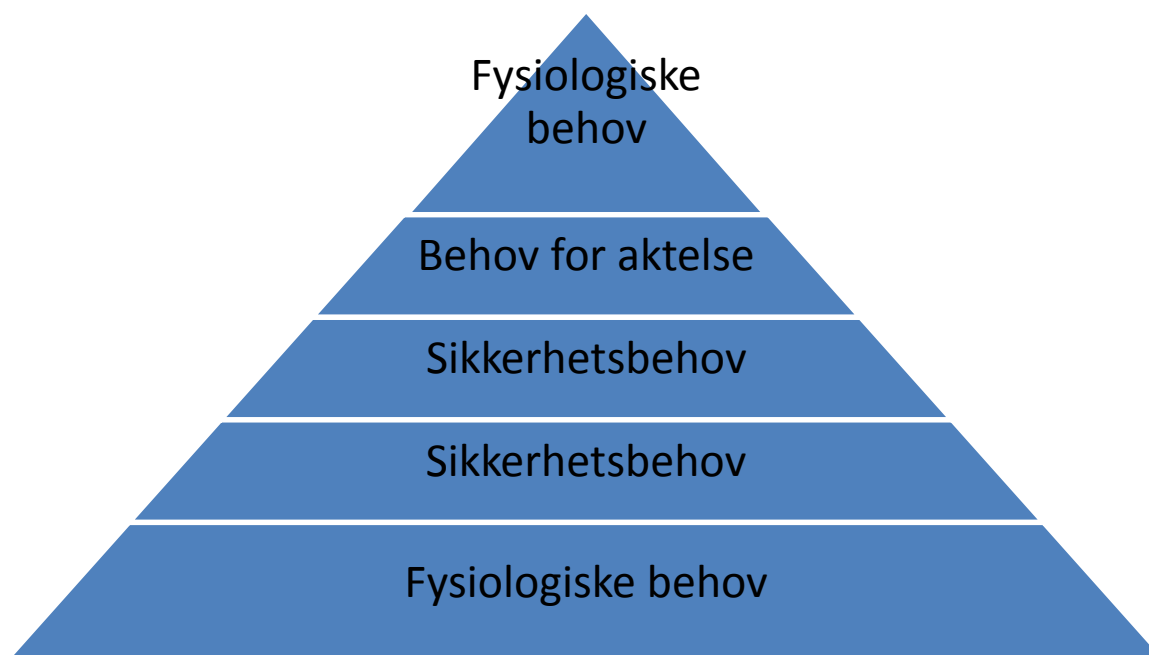 Fysiologiske
behov
Behov for aktelse
Sikkerhetsbehov
Sikkerhetsbehov
Fysiologiske behov